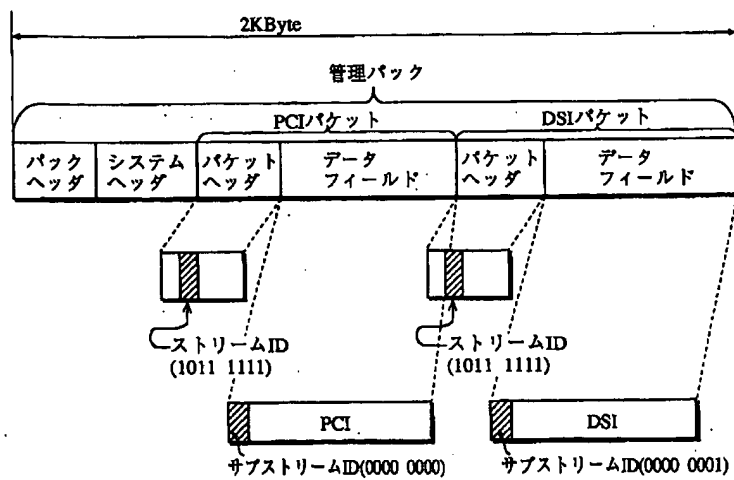 2KByte
管理パック
PCIパケット
DSIパケット
パック
ヘッダ
システム
ヘッダ
パケット
ヘッダ
データ
フィールド
パケット
ヘッダ
データ
フィールド
ストリームID
(1011 1111)
ストリームID
(1011 1111)
PCI
DSI
サブストリームID(0000 0000)
サブストリームID(0000 0001)